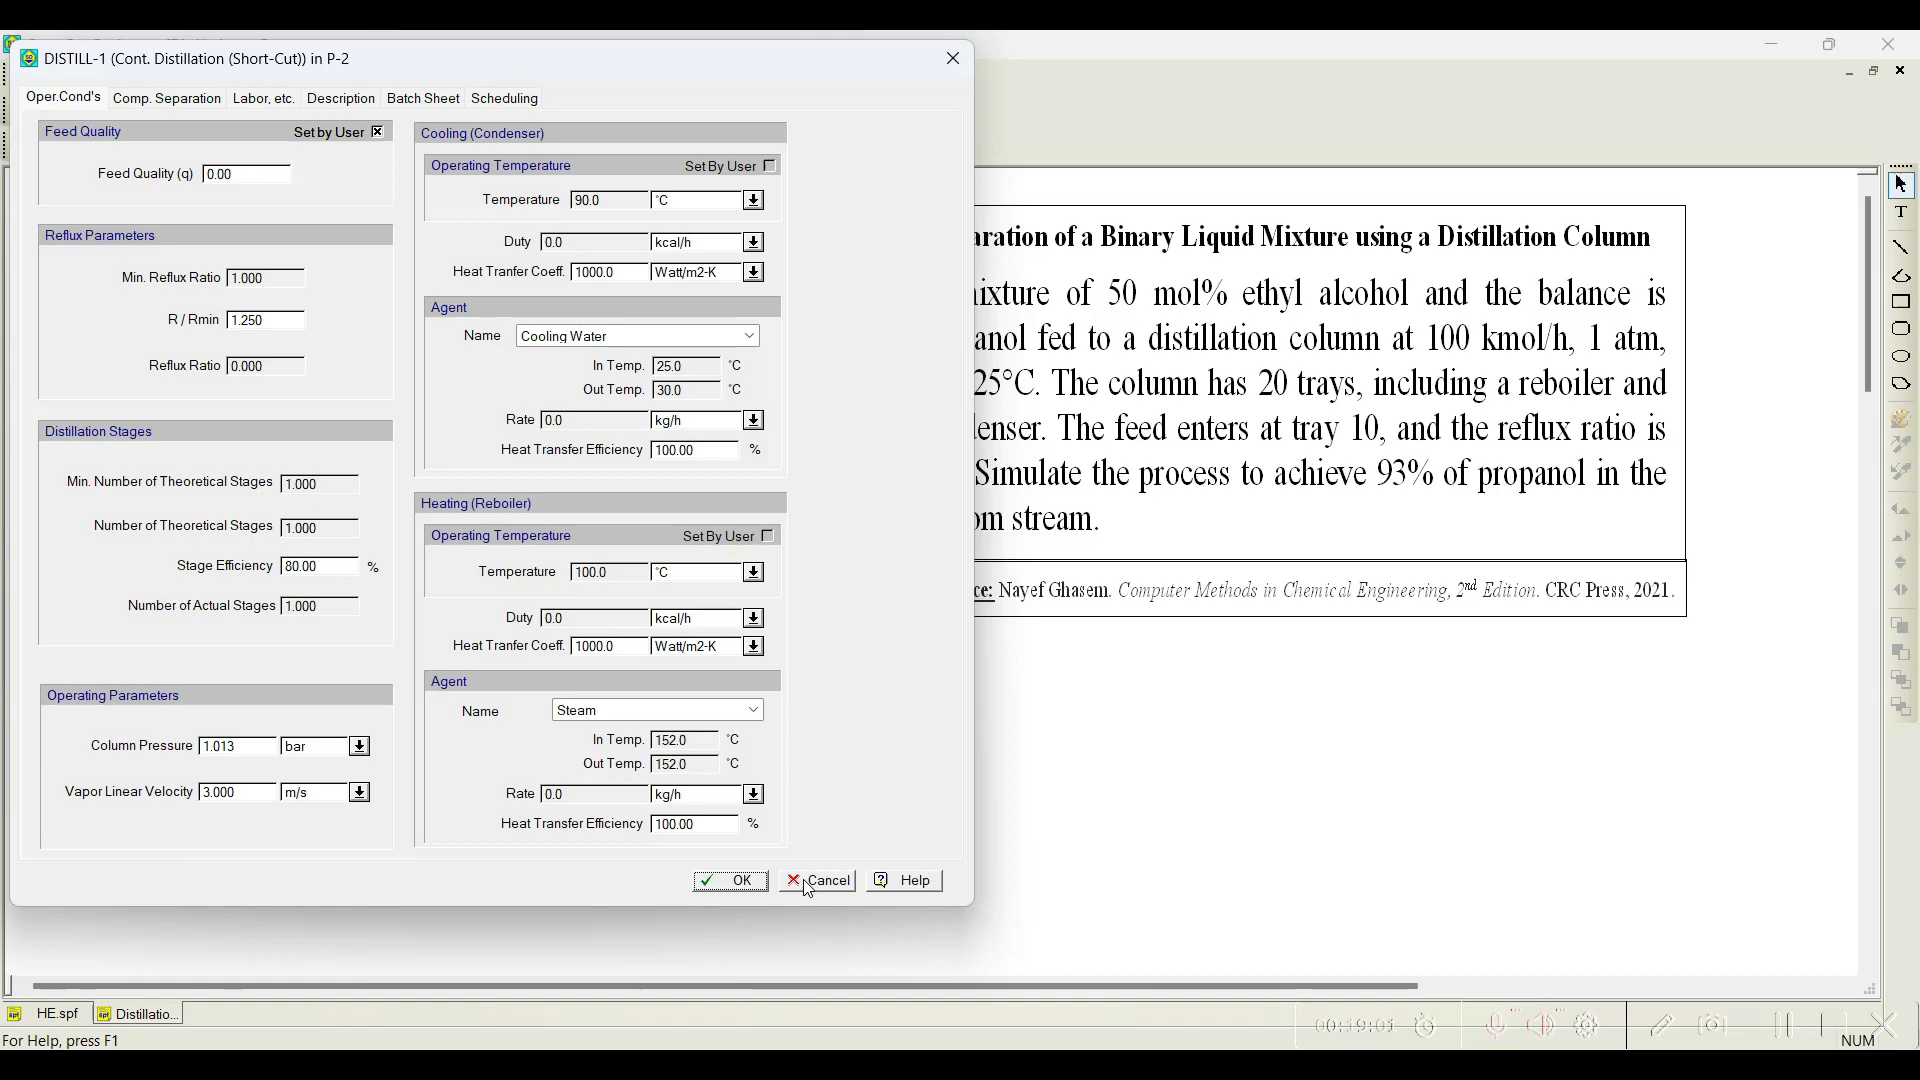 DISTILL-1 (Cont. Distillation (Short-Cut)) in P-2
Oper.Cond's Comp. Separation Labor, etc. Description Batch Sheet Scheduling
Feed Quality Set by User
Feed Quality (q) 0.00
Reflux Parameters
Min. Reflux Ratio 1.000
R / Rmin 1.250
Reflux Ratio 0.000
Distillation Stages
Min. Number of Theoretical Stages 1.000
Number of Theoretical Stages 1.000
Stage Efficiency 80.00 %
Number of Actual Stages 1.000
Operating Parameters
Column Pressure 1.013 bar
Vapor Linear Velocity 3.000 m/s
Cooling (Condenser)
Operating Temperature Set By User
Temperature 90.0 °C
Duty 0.0 kcal/h
Heat Tranfer Coeff. 1000.0 Watt/m2-K
Agent
Name Cooling Water
In Temp. 25.0 °C
Out Temp. 30.0 °C
Rate 0.0 kg/h
Heat Transfer Efficiency 100.00 %
Heating (Reboiler)
Operating Temperature Set By User
Temperature 100.0 °C
Duty 0.0 kcal/h
Heat Tranfer Coeff. 1000.0 Watt/m2-K
Agent
Name Steam
In Temp. 152.0 °C
Out Temp. 152.0 °C
Rate 0.0 kg/h
Heat Transfer Efficiency 100.00 %
OK Cancel Help
aration of a Binary Liquid Mixture using a Distillation Column
ixture of 50 mol% ethyl alcohol and the balance is
anol fed to a distillation column at 100 kmol/h, 1 atm,
25°C. The column has 20 trays, including a reboiler and
enser. The feed enters at tray 10, and the reflux ratio is
Simulate the process to achieve 93% of propanol in the
om stream.
ce: Nayef Ghasem. Computer Methods in Chemical Engineering, 2nd Edition. CRC Press, 2021.
T
HE.spf Distillatio...
00:19:01
For Help, press F1
NUM